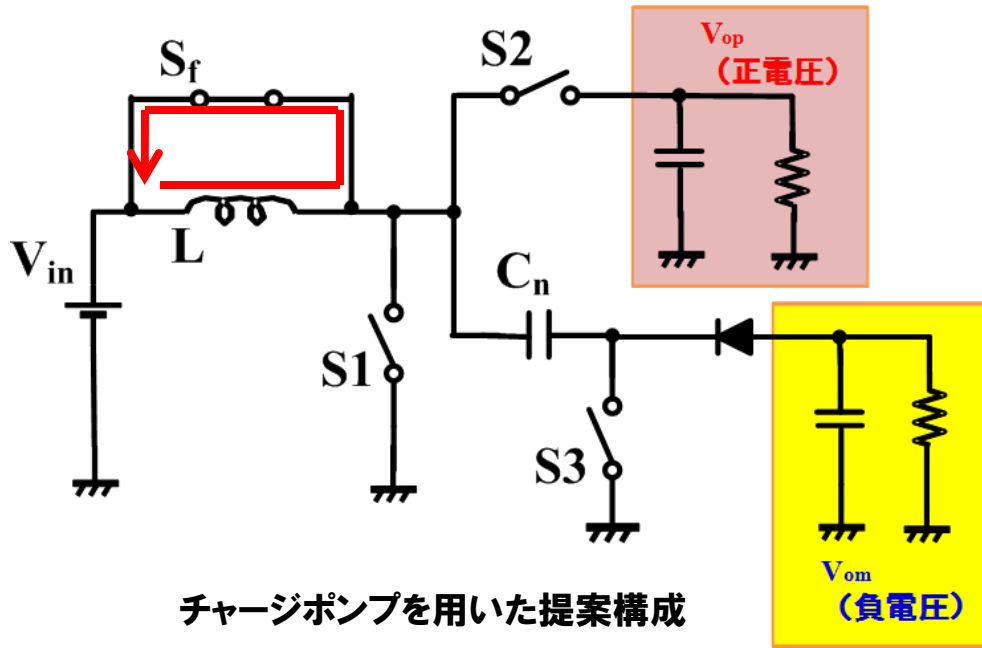 Sf
S2
Vop
（正電圧）
L
Vin
Cn
S1
S3
Vom
（負電圧）
チャージポンプを用いた提案構成